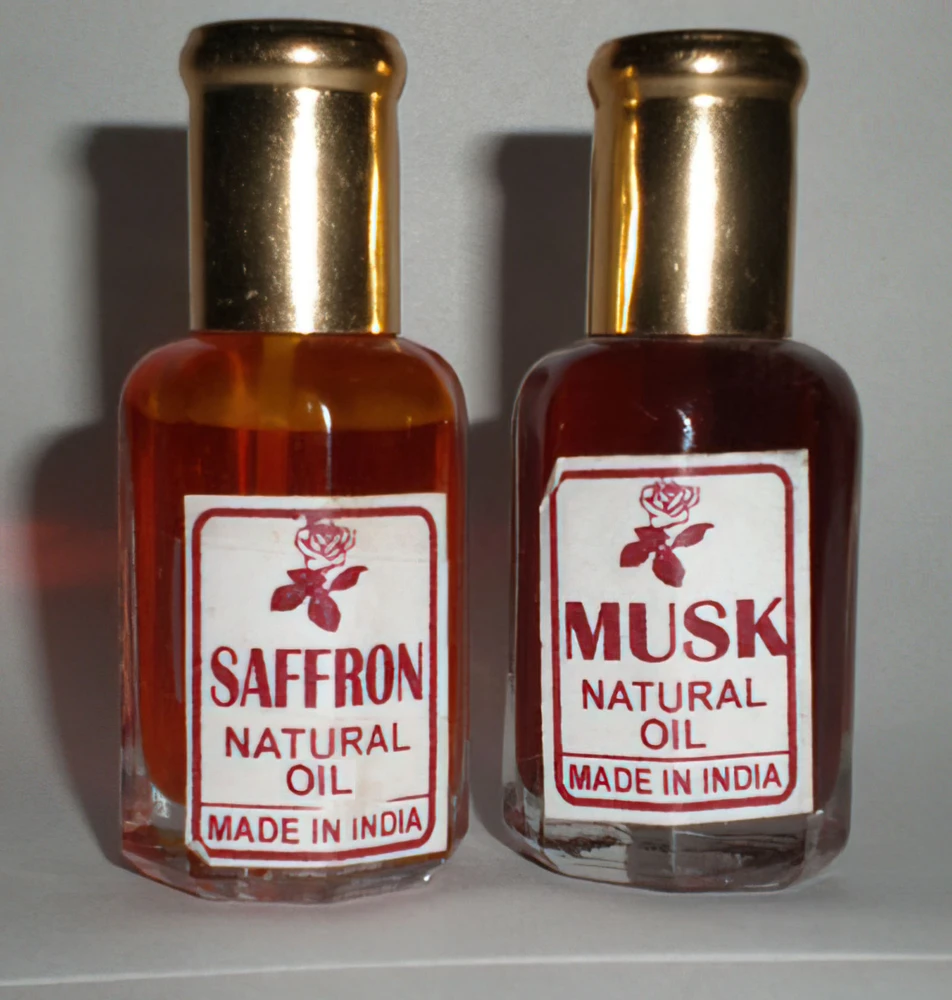 SAFFRON
NATURAL
OIL
MADE IN INDIA
MUSK
NATURAL
OIL
MADE IN INDIA